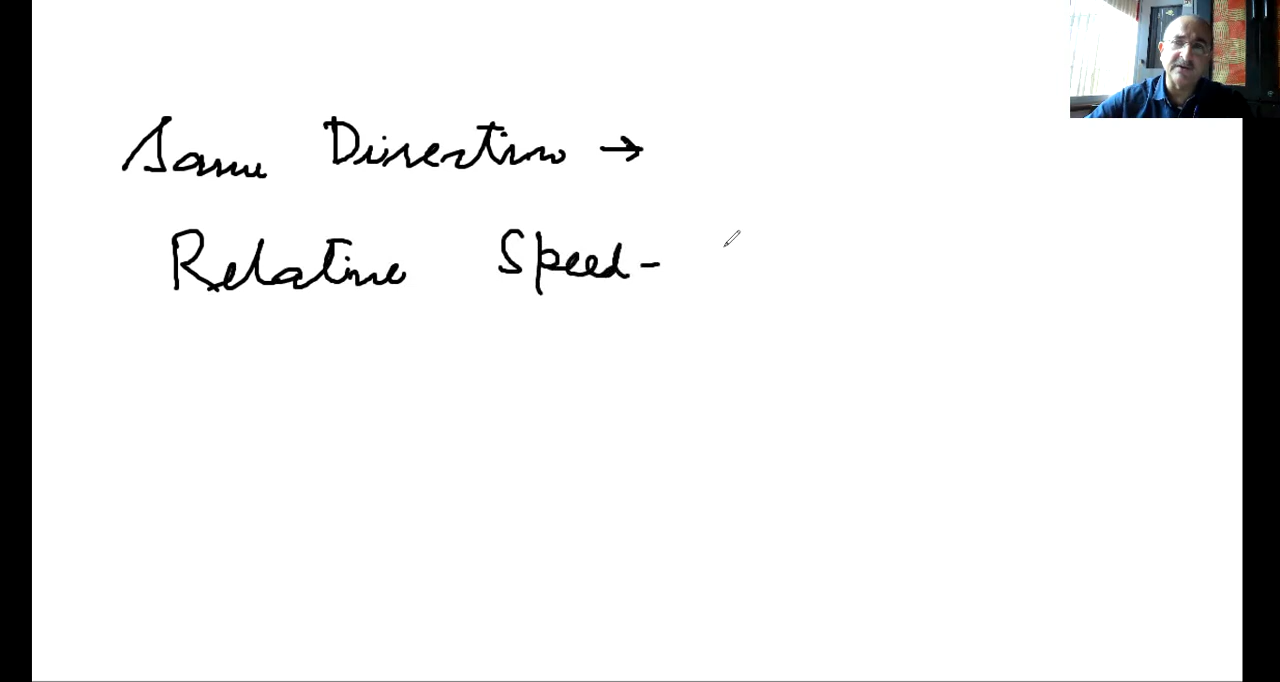 Same Direction →
Relative Speed-